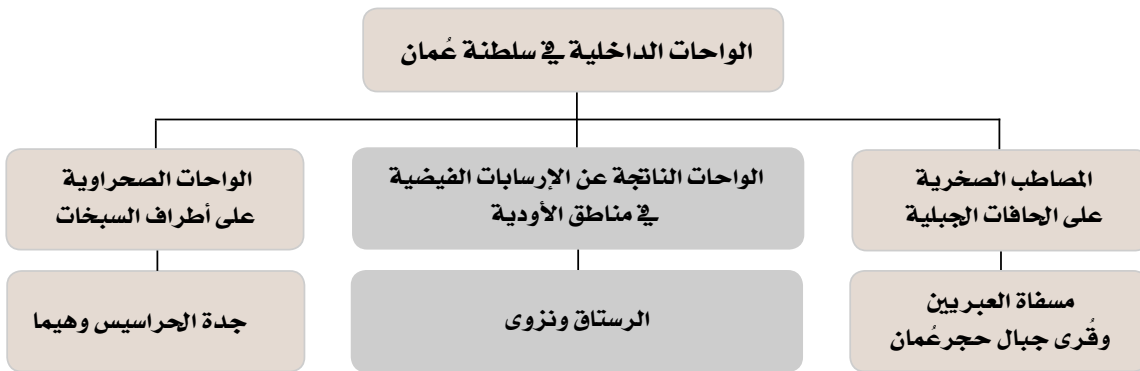 الواحات الداخلية في سلطنة عُمان
المصاطب الصخرية
على الحافات الجبلية
الواحات الناتجة عن الإرسابات الفيضية
في مناطق الأودية
الواحات الصحراوية
على أطراف السبخات
مسفاة العبريين
وقُرى جبال حجرعُمان
الرستاق ونزوى
جدة الحراسيس وهيما